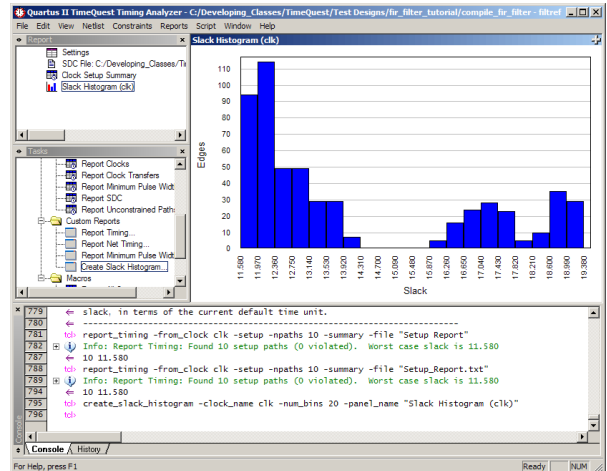 Quartus II TimeQuest Timing Analyzer - C:/Developing_Classes/TimeQuest/Test Designs/fir_filter_tutorial/compile_fir_filter - filtref
File Edit View Netlist Constraints Reports Script Window Help
Report
Settings
SDC File: C:/Developing_Classes/Ti
Clock Setup Summary
Slack Histogram (clk)
Tasks
Report Clocks
Report Clock Transfers
Report Minimum Pulse Widt
Report SDC
Report Unconstrained Path:
Custom Reports
Report Timing...
Report Net Timing...
Report Minimum Pulse Widt
Create Slack Histogram...
Macros
Slack Histogram (clk)
110
100
90
80
70
60
50
40
30
20
10
0
Edges
11.580 11.970 12.360 12.750 13.140 13.530 13.920 14.310 14.700 15.090 15.480 15.870 16.260 16.650 17.040 17.430 17.820 18.210 18.600 18.990 19.380
Slack
779 slack, in terms of the current default time unit.
780 ---------------------------------------------------------------------------
781 tcl> report_timing -from_clock clk -setup -npaths 10 -summary -file "Setup Report"
782 Info: Report Timing: Found 10 setup paths (0 violated). Worst case slack is 11.580
787 10 11.580
788 tcl> report_timing -from_clock clk -setup -npaths 10 -summary -file "Setup_Report.txt"
789 Info: Report Timing: Found 10 setup paths (0 violated). Worst case slack is 11.580
794 10 11.580
795 tcl> create_slack_histogram -clock_name clk -num_bins 20 -panel_name "Slack Histogram (clk)"
796 tcl>
Console
Console History
For Help, press F1
Ready NUM